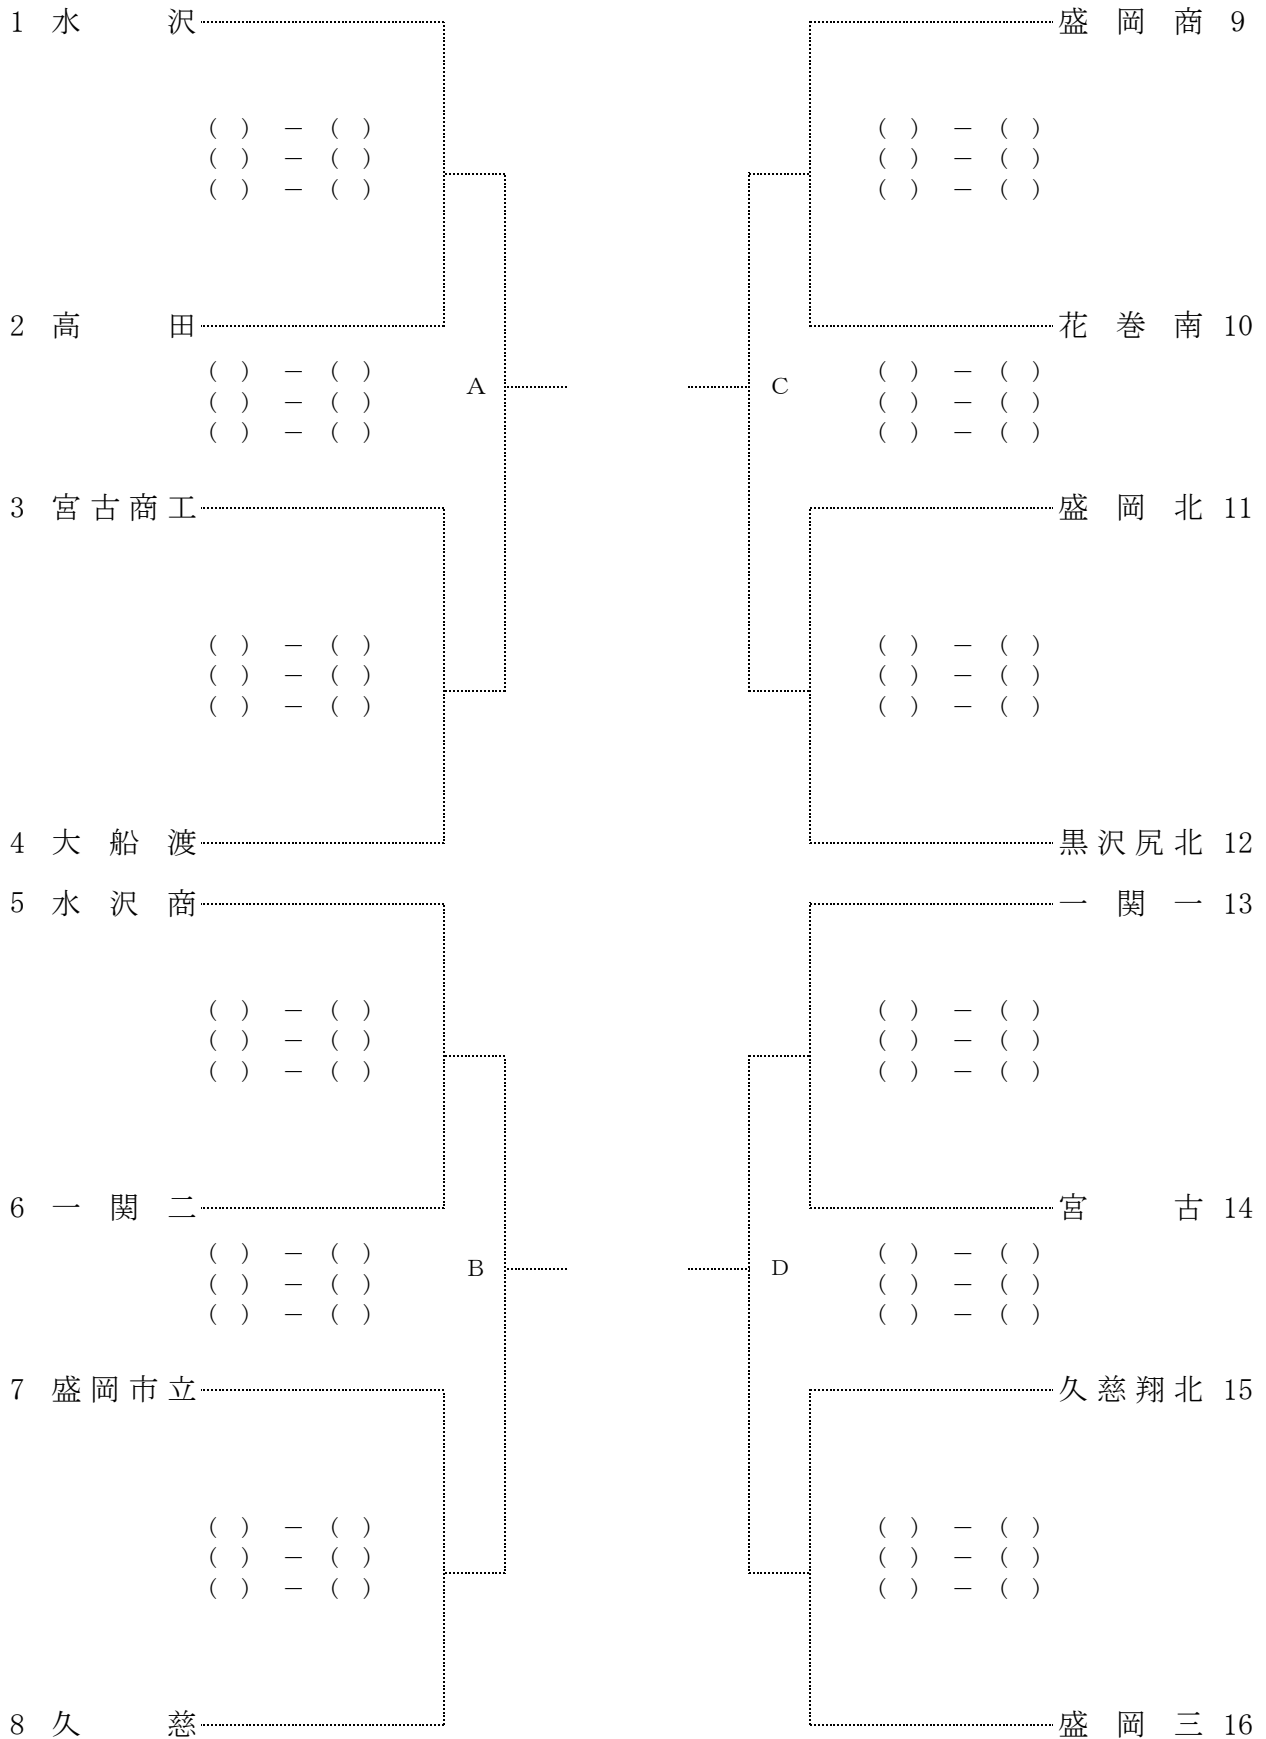 1 水 沢
( ) － ( )
( ) － ( )
( ) － ( )
2 高 田
( ) － ( )
( ) － ( )
( ) － ( )
A
3 宮古商工
( ) － ( )
( ) － ( )
( ) － ( )
4 大船渡
5 水沢商
( ) － ( )
( ) － ( )
( ) － ( )
6 一関二
( ) － ( )
( ) － ( )
( ) － ( )
B
7 盛岡市立
( ) － ( )
( ) － ( )
( ) － ( )
8 久 慈
盛岡商 9
( ) － ( )
( ) － ( )
( ) － ( )
花巻南 10
C
( ) － ( )
( ) － ( )
( ) － ( )
盛岡北 11
( ) － ( )
( ) － ( )
( ) － ( )
黒沢尻北 12
一関一 13
( ) － ( )
( ) － ( )
( ) － ( )
宮 古 14
D
( ) － ( )
( ) － ( )
( ) － ( )
久慈翔北 15
( ) － ( )
( ) － ( )
( ) － ( )
盛岡三 16